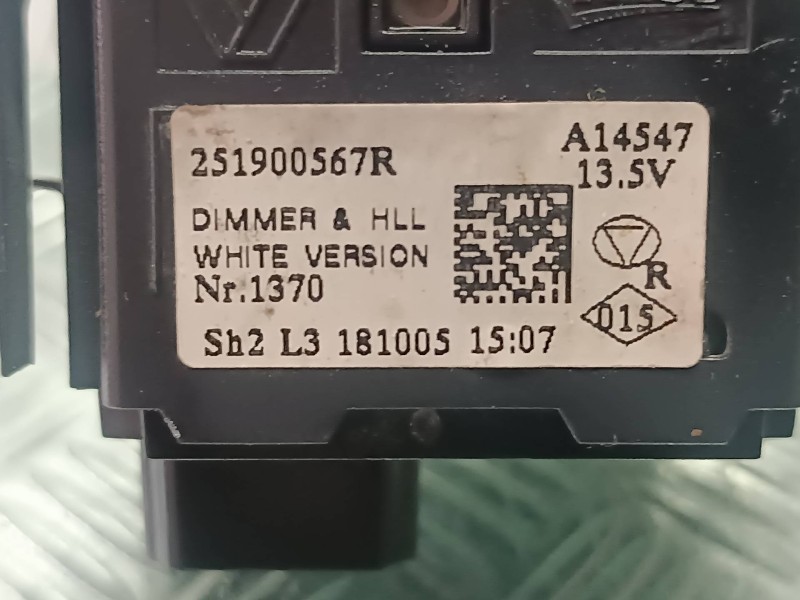 251900567R
A14547
13.5V
DIMMER & HLL
WHITE VERSION
Nr.1370
R
015
Sh2 L3 181005 15:07